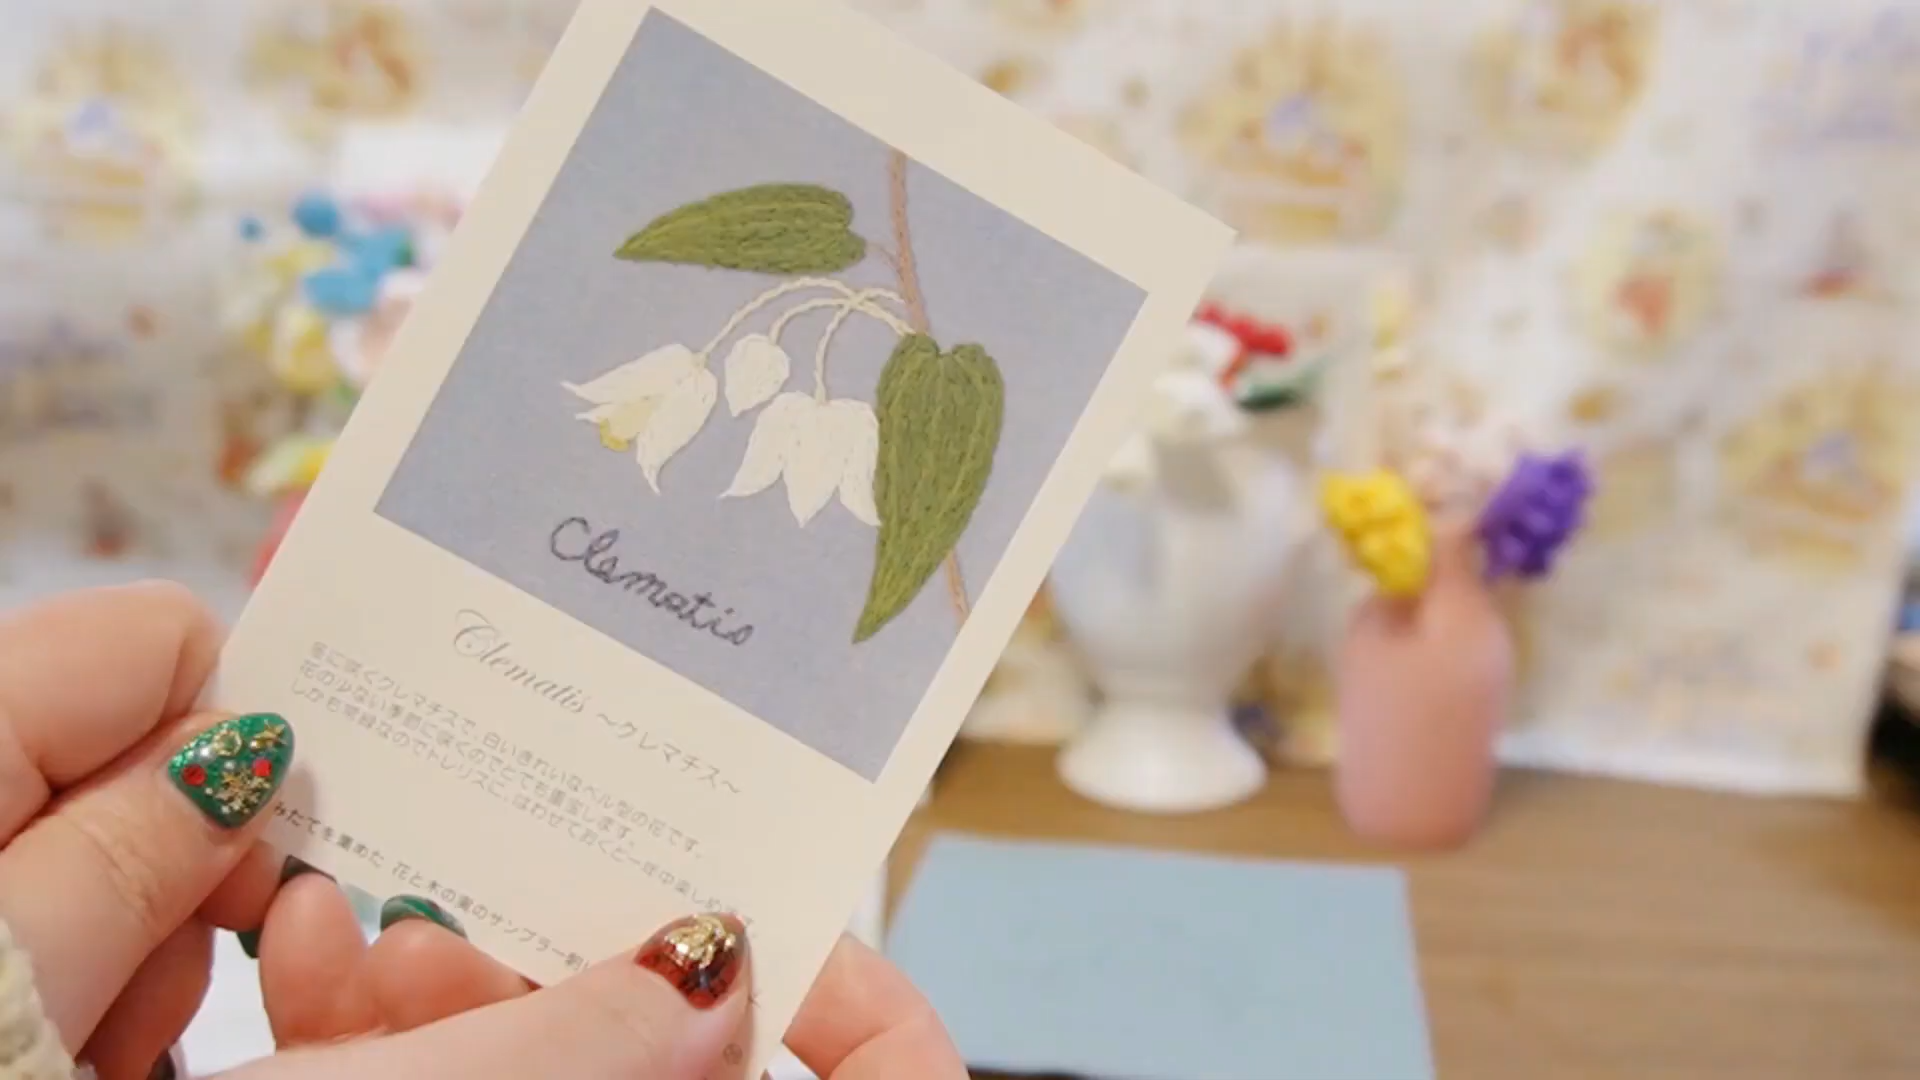 Clematis
Clematis ～クレマチス～
冬に咲くクレマチスで、白いきれいなベル型の花です。
花の少ない季節に咲くのでとても重宝します。
しかも常緑なのでトレリスに、はわせておくと一年中楽しめます
みたてを集めた 花と木の実のサンプラー刺し